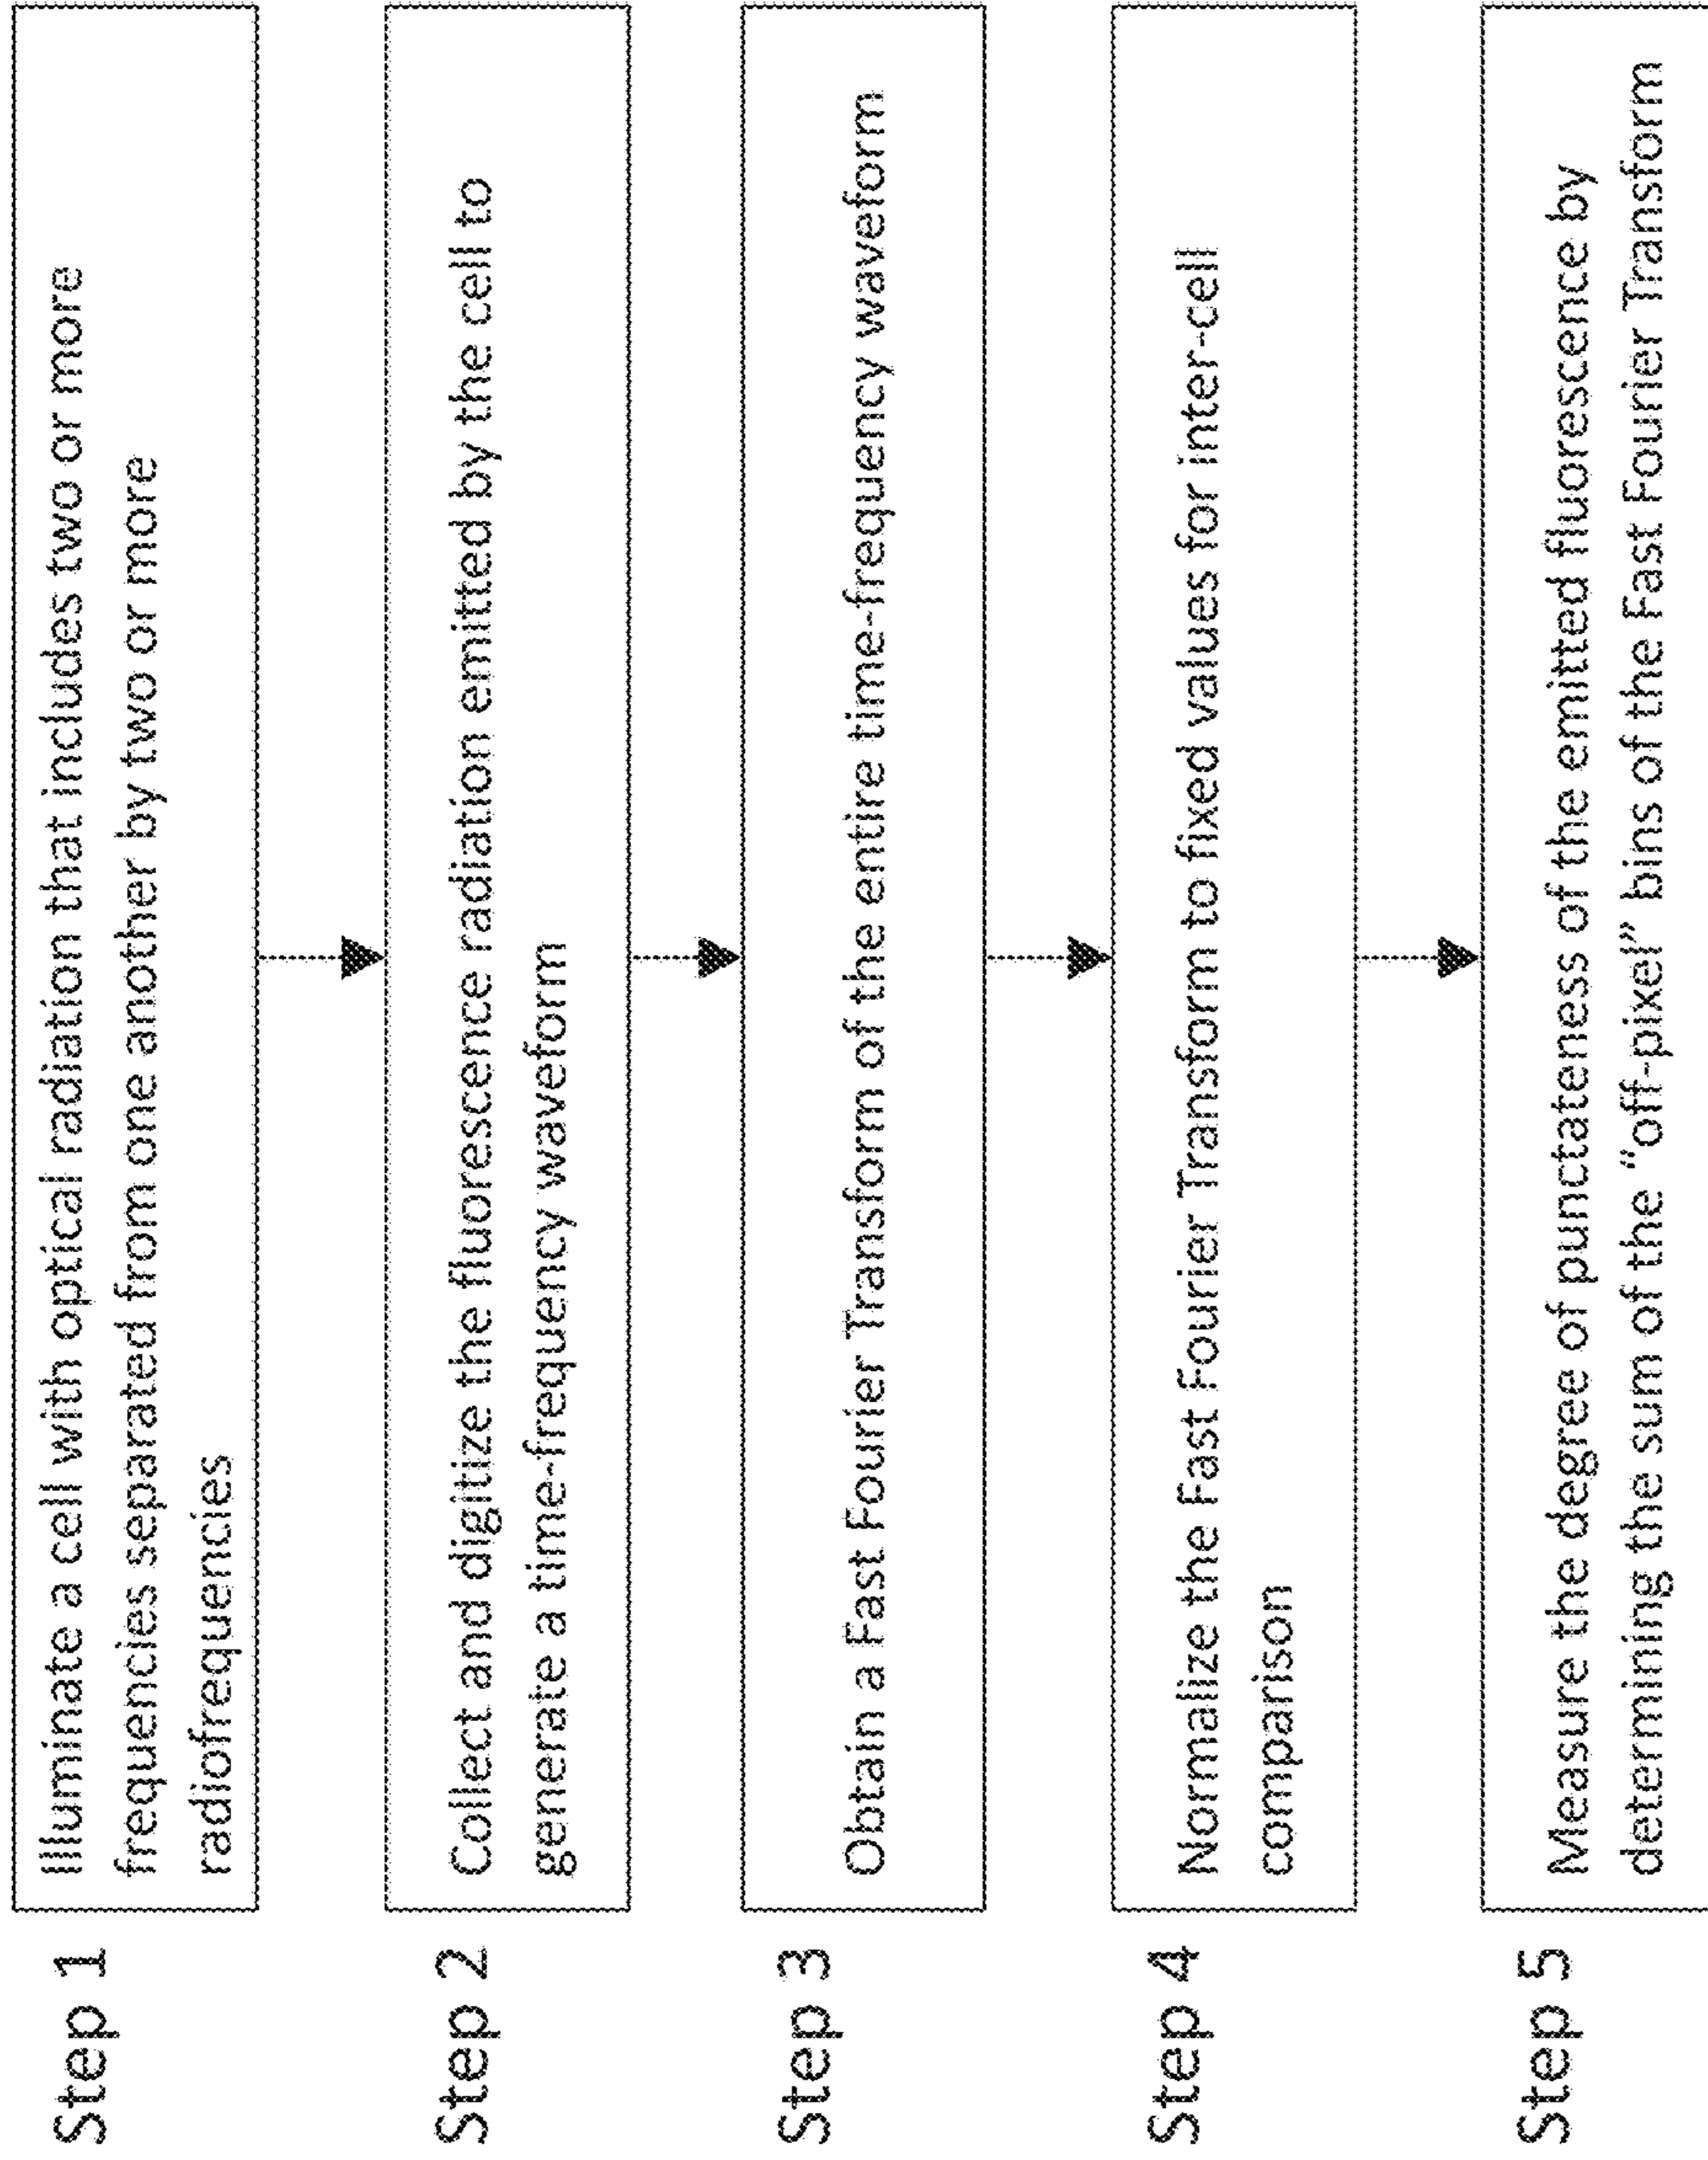 Step 1
Illuminate a cell with optical radiation that includes two or more
frequencies separated from one another by two or more
radiofrequencies
Step 2
Collect and digitize the fluorescence radiation emitted by the cell to
generate a time-frequency waveform
Step 3
Obtain a Fast Fourier Transform of the entire time-frequency waveform
Step 4
Normalize the Fast Fourier Transform to fixed values for inter-cell
comparison
Step 5
Measure the degree of punctateness of the emitted fluorescence by
determining the sum of the “off-pixel” bins of the Fast Fourier Transform